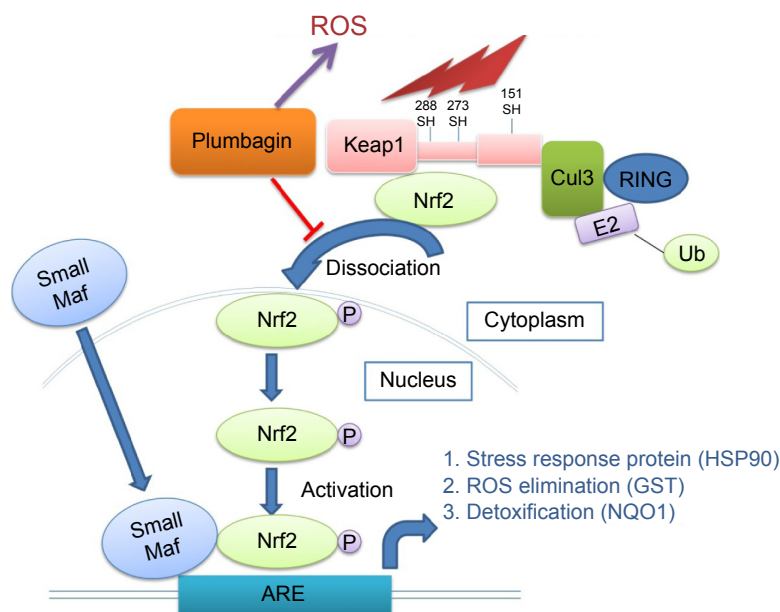 ROS
288
SH
273
SH
151
SH
Plumbagin
Keap1
Cul3
RING
Nrf2
E2
Ub
Dissociation
Small
Maf
Nrf2
P
Cytoplasm
Nucleus
Nrf2
P
Activation
1. Stress response protein (HSP90)
2. ROS elimination (GST)
3. Detoxification (NQO1)
Small
Maf
Nrf2
P
ARE